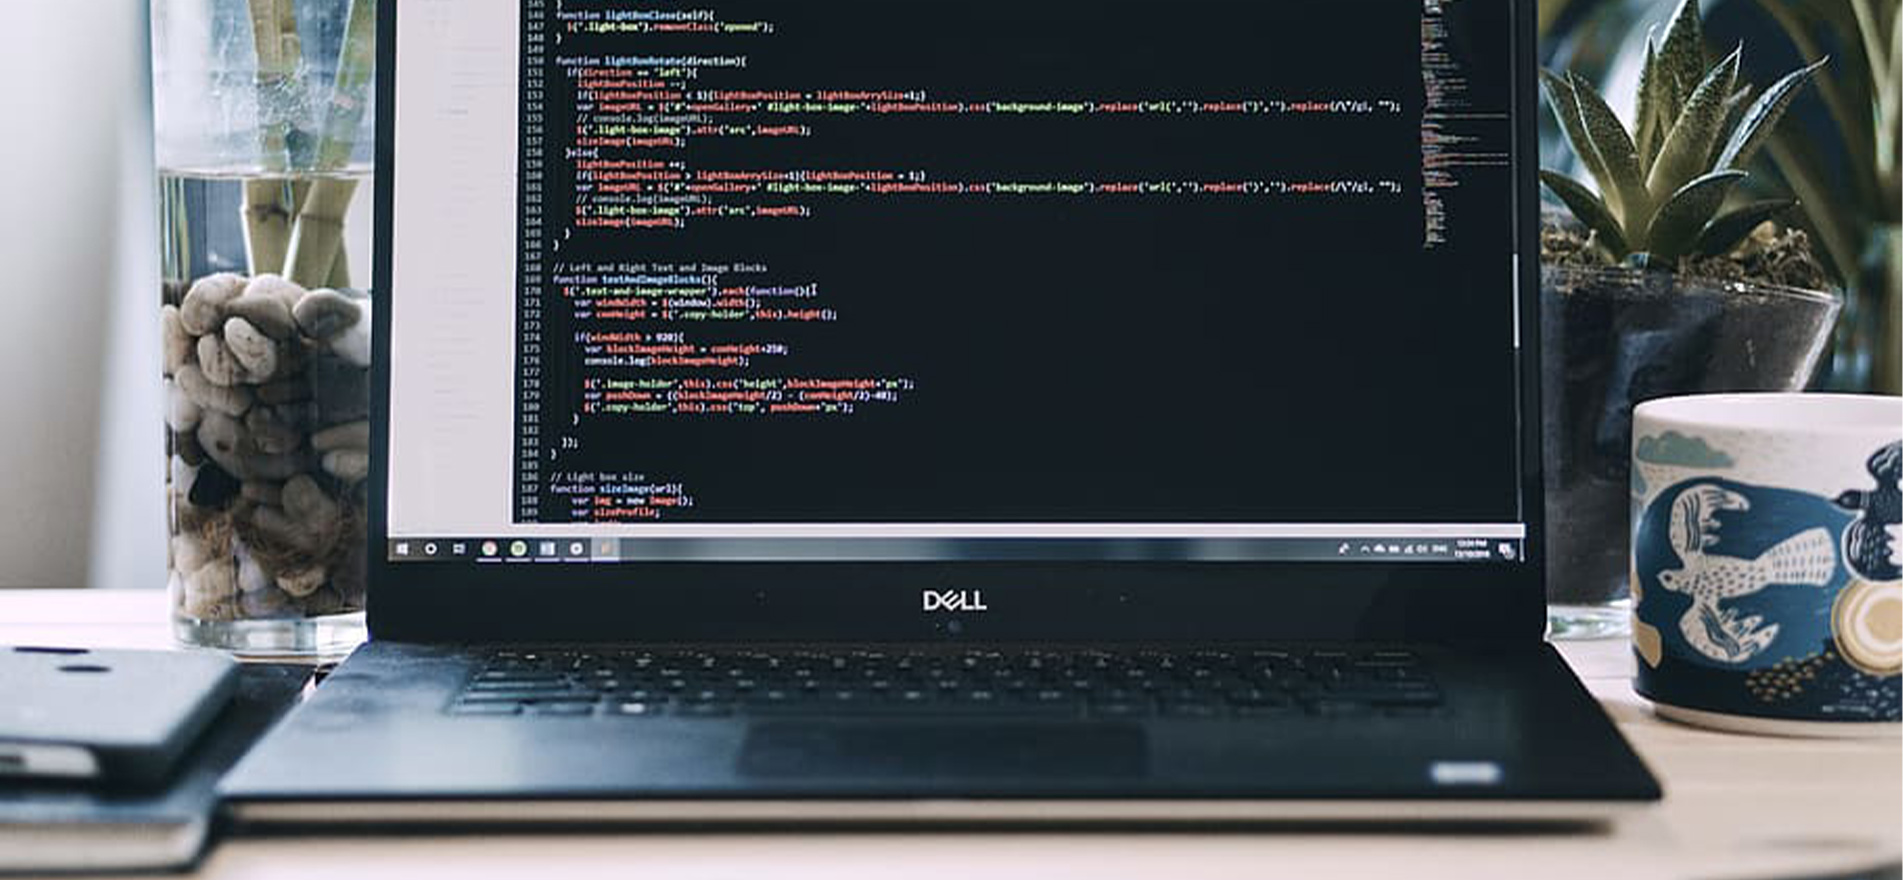 145 }
146 function lightBoxClose(self){
147 $(".light-box").removeClass("opened");
148 }
149
150 function lightBoxRotate(direction){
151 if(direction == "left"){
152 lightBoxPosition --;
153 if(lightBoxPosition < 1){lightBoxPosition = lightBoxArrySize+1;}
154 var imageURL = $("#"+openGallery+" #light-box-image-"+lightBoxPosition).css("background-image").replace('url(','').replace(')','').replace(/\"/gi, "");
155 // console.log(imageURL);
156 $(".light-box-image").attr("src",imageURL);
157 sizeImage(imageURL);
158 }else{
159 lightBoxPosition ++;
160 if(lightBoxPosition > lightBoxArrySize+1){lightBoxPosition = 1;}
161 var imageURL = $("#"+openGallery+" #light-box-image-"+lightBoxPosition).css("background-image").replace('url(','').replace(')','').replace(/\"/gi, "");
162 // console.log(imageURL);
163 $(".light-box-image").attr("src",imageURL);
164 sizeImage(imageURL);
165 }
166 }
167
168 // Left and Right Text and Image Blocks
169 function textAndImageBlocks(){
170 $(".text-and-image-wrapper").each(function(){
171 var windWidth = $(window).width();
172 var conHeight = $(".copy-holder",this).height();
173
174 if(windWidth > 920){
175 var blockImageHeight = conHeight+250;
176 console.log(blockImageHeight);
177
178 $(".image-holder",this).css("height",blockImageHeight+"px");
179 var pushDown = ((blockImageHeight/2) - (conHeight/2)-40);
180 $(".copy-holder",this).css("top", pushDown+"px");
181 }
182
183 });
184 }
185
186 // Light box size
187 function sizeImage(url){
188 var img = new Image();
189 var sizeProfile;
DELL